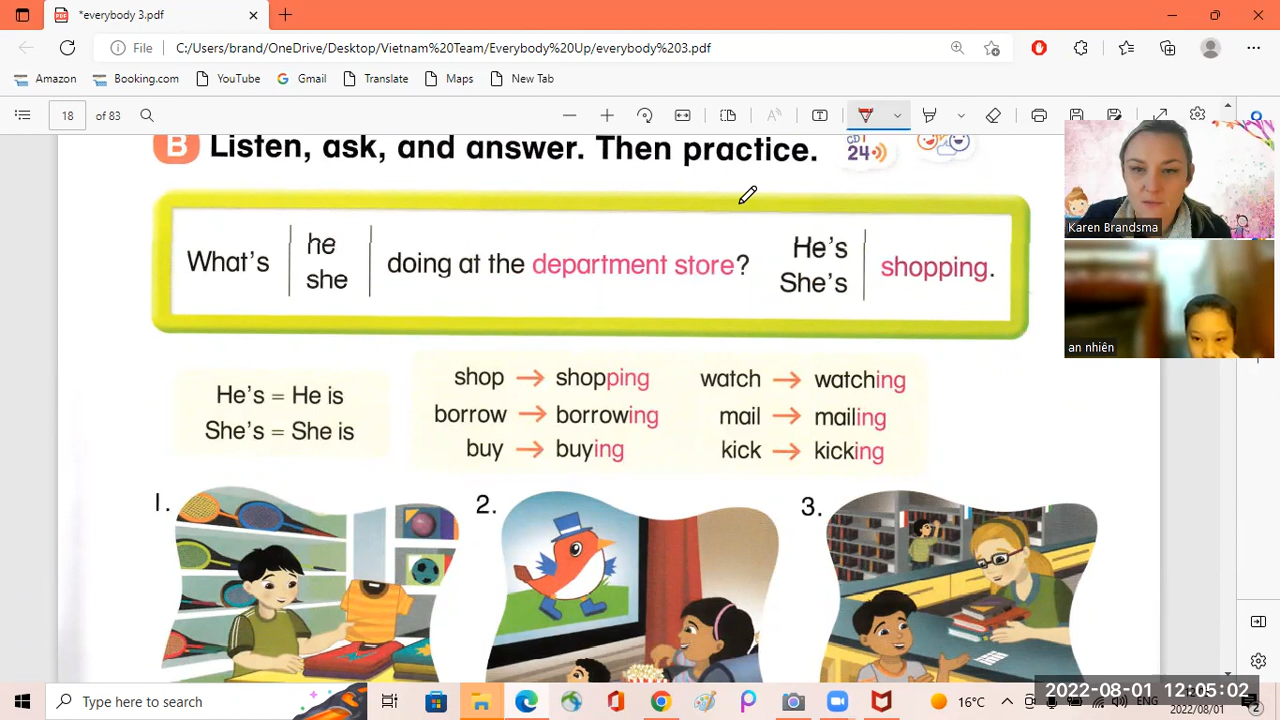 *everybody 3.pdf
File C:/Users/brand/OneDrive/Desktop/Vietnam%20Team/Everybody%20Up/everybody%203.pdf
Amazon Booking.com YouTube Gmail Translate Maps New Tab
18 of 83
B Listen, ask, and answer. Then practice.
CD1
24
What's he she doing at the department store? He's She's shopping.
Karen Brandsma
an nhiên
He's = He is
She's = She is
shop → shopping
borrow → borrowing
buy → buying
watch → watching
mail → mailing
kick → kicking
1.
2.
3.
Type here to search
16°C
ENG
2022-08-01 12:05:02
2022/08/01
2